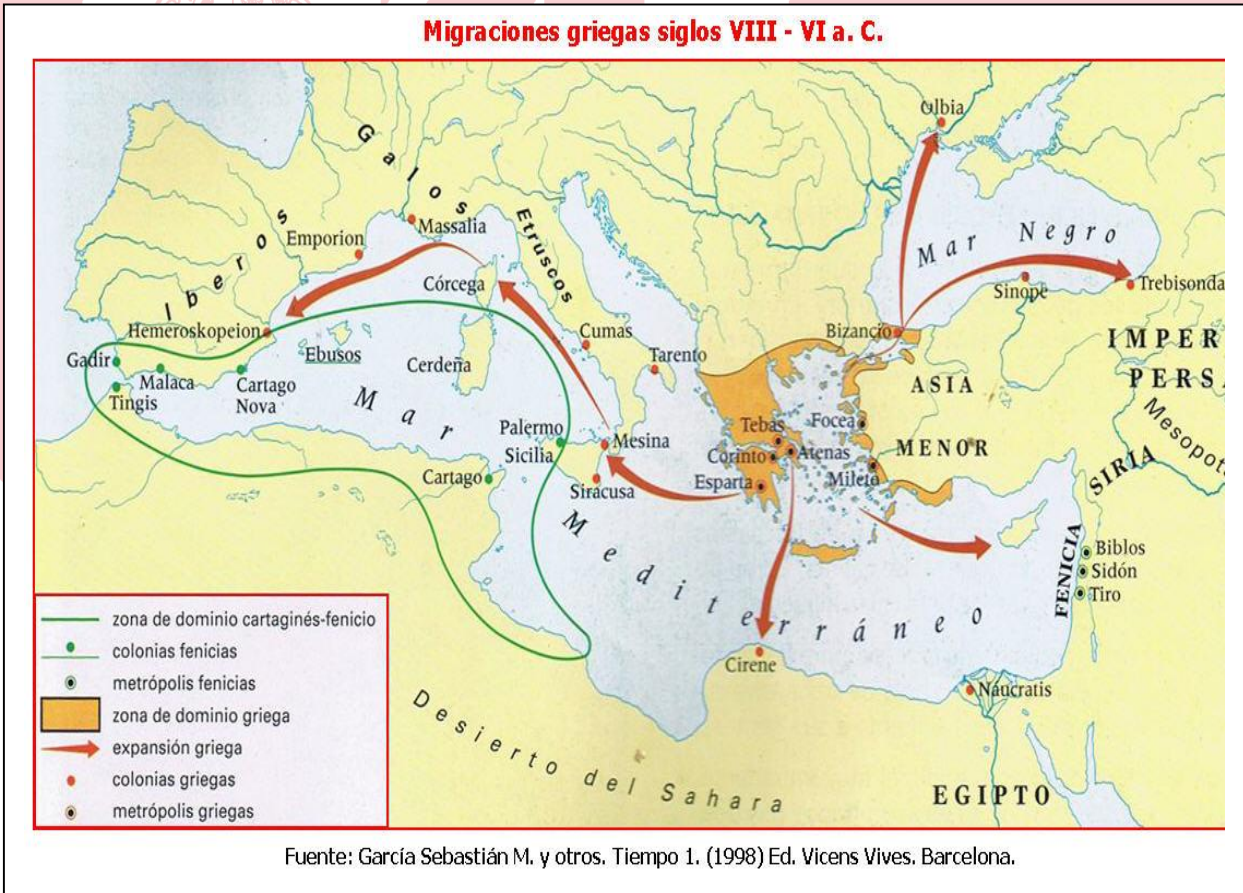 Migraciones griegas siglos VIII - VI a. C.
Olbia
Galos
Mar Negro
Etruscos
Massalia
Emporion
Iberos
Córcega
Sinope
Trebisonda
Hemeroskopeion
Cumas
Bizancio
IMPER
PERSA
Gadir
Ebusos
Cerdeña
Tarento
ASIA
MENOR
Malaca
Cartago
Nova
Tingis
Mar
Mediterráneo
Tebas
Focea
Mesopot
Palermo
Sicilia
Mesina
Corinto
Atenas
SIRIA
Cartago
Siracusa
Esparta
Mileto
FENICIA
Biblos
Sidón
Tiro
Cirene
Náucratis
Desierto del Sahara
EGIPTO
zona de dominio cartaginés-fenicio
colonias fenicias
metrópolis fenicias
zona de dominio griega
expansión griega
colonias griegas
metrópolis griegas
Fuente: García Sebastián M. y otros. Tiempo 1. (1998) Ed. Vicens Vives. Barcelona.